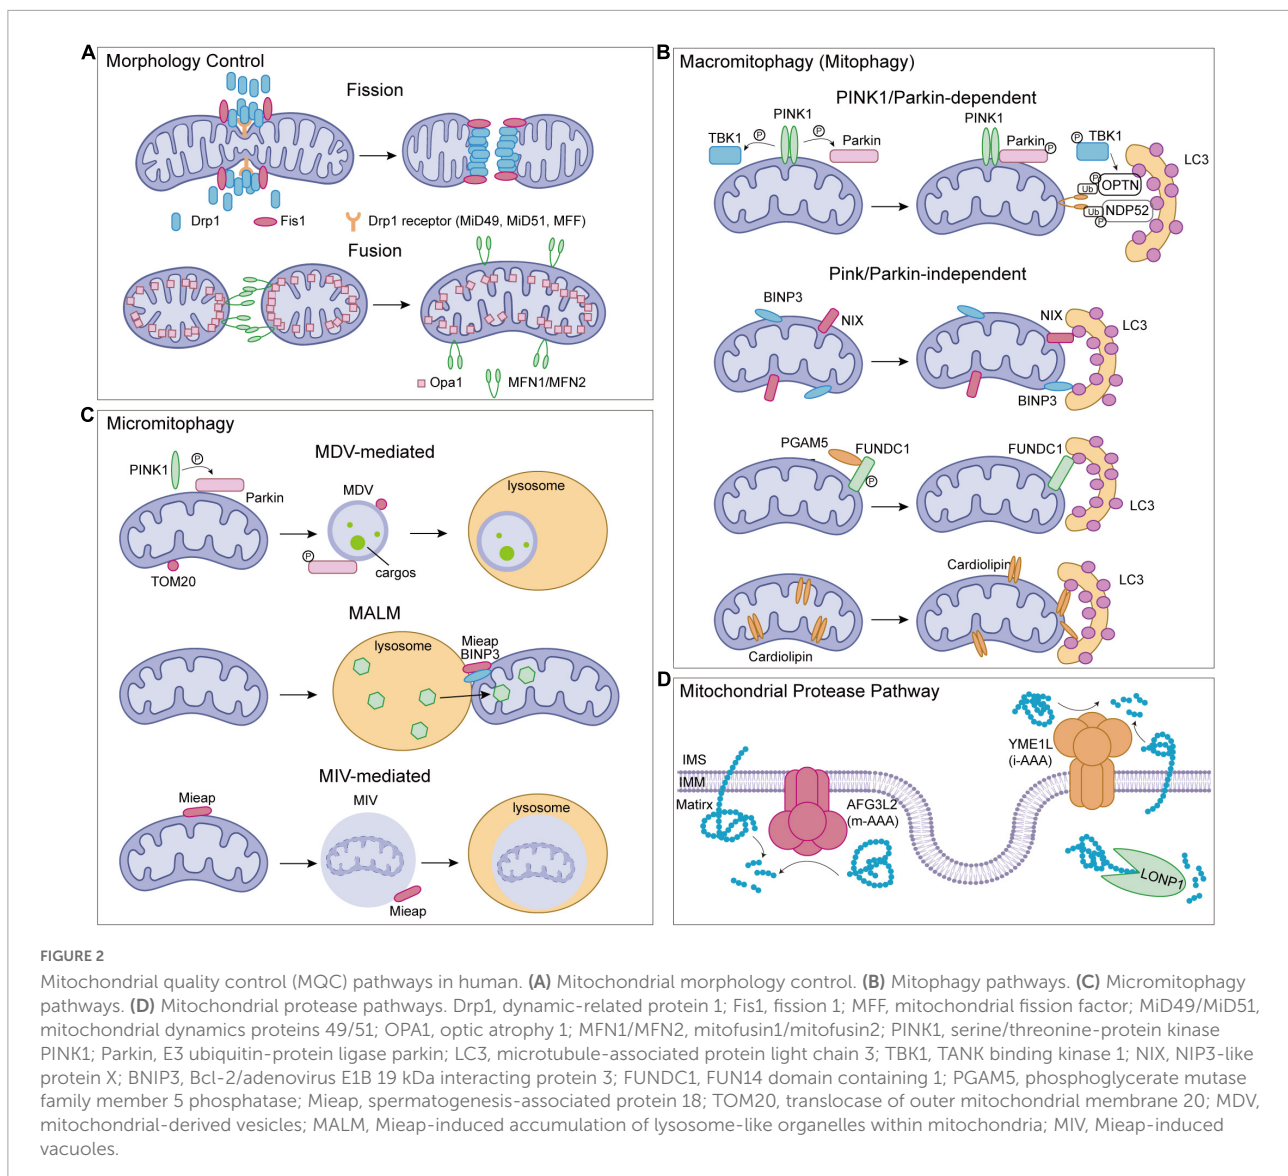 A
Morphology Control
Fission
Drp1
Fis1
Drp1 receptor (MiD49, MiD51, MFF)
Fusion
Opa1
MFN1/MFN2
B
Macromitophagy (Mitophagy)
PINK1/Parkin-dependent
PINK1
TBK1
P
P
Parkin
PINK1
Parkin
P
P
TBK1
LC3
P
Ub
OPTN
Ub
NDP52
P
Pink/Parkin-independent
BINP3
NIX
NIX
LC3
BINP3
PGAM5
FUNDC1
P
FUNDC1
LC3
Cardiolipin
Cardiolipin
LC3
C
Micromitophagy
MDV-mediated
PINK1
P
Parkin
TOM20
MDV
P
cargos
lysosome
MALM
lysosome
Mieap
BINP3
MIV-mediated
Mieap
MIV
Mieap
lysosome
D
Mitochondrial Protease Pathway
IMS
IMM
Matirx
AFG3L2
(m-AAA)
YME1L
(i-AAA)
LONP1
FIGURE 2
Mitochondrial quality control (MQC) pathways in human. (A) Mitochondrial morphology control. (B) Mitophagy pathways. (C) Micromitophagy
pathways. (D) Mitochondrial protease pathways. Drp1, dynamic-related protein 1; Fis1, fission 1; MFF, mitochondrial fission factor; MiD49/MiD51,
mitochondrial dynamics proteins 49/51; OPA1, optic atrophy 1; MFN1/MFN2, mitofusin1/mitofusin2; PINK1, serine/threonine-protein kinase
PINK1; Parkin, E3 ubiquitin-protein ligase parkin; LC3, microtubule-associated protein light chain 3; TBK1, TANK binding kinase 1; NIX, NIP3-like
protein X; BNIP3, Bcl-2/adenovirus E1B 19 kDa interacting protein 3; FUNDC1, FUN14 domain containing 1; PGAM5, phosphoglycerate mutase
family member 5 phosphatase; Mieap, spermatogenesis-associated protein 18; TOM20, translocase of outer mitochondrial membrane 20; MDV,
mitochondrial-derived vesicles; MALM, Mieap-induced accumulation of lysosome-like organelles within mitochondria; MIV, Mieap-induced
vacuoles.